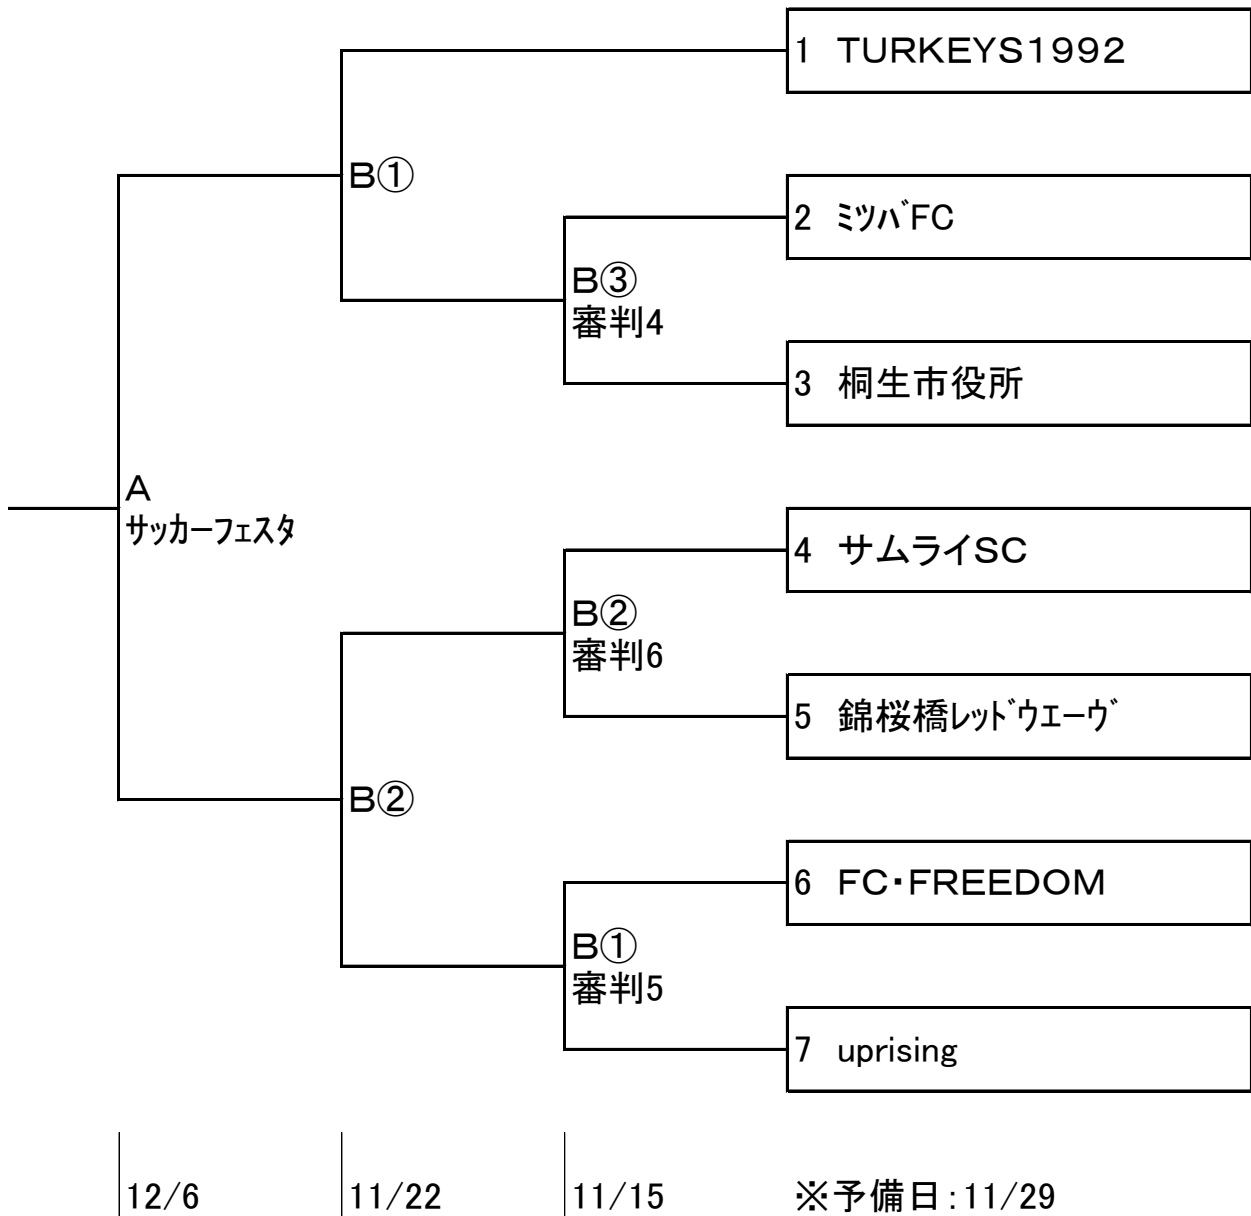 1 TURKEYS1992
B①
2 ﾐツﾊﾞFC
B③
審判4
3 桐生市役所
A
サッカーフェスタ
4 サムライSC
B②
審判6
5 錦桜橋ﾚｯﾄﾞウエーヴﾞ
B②
6 FC・FREEDOM
B①
審判5
7 uprising
12/6 11/22 11/15 ※予備日:11/29